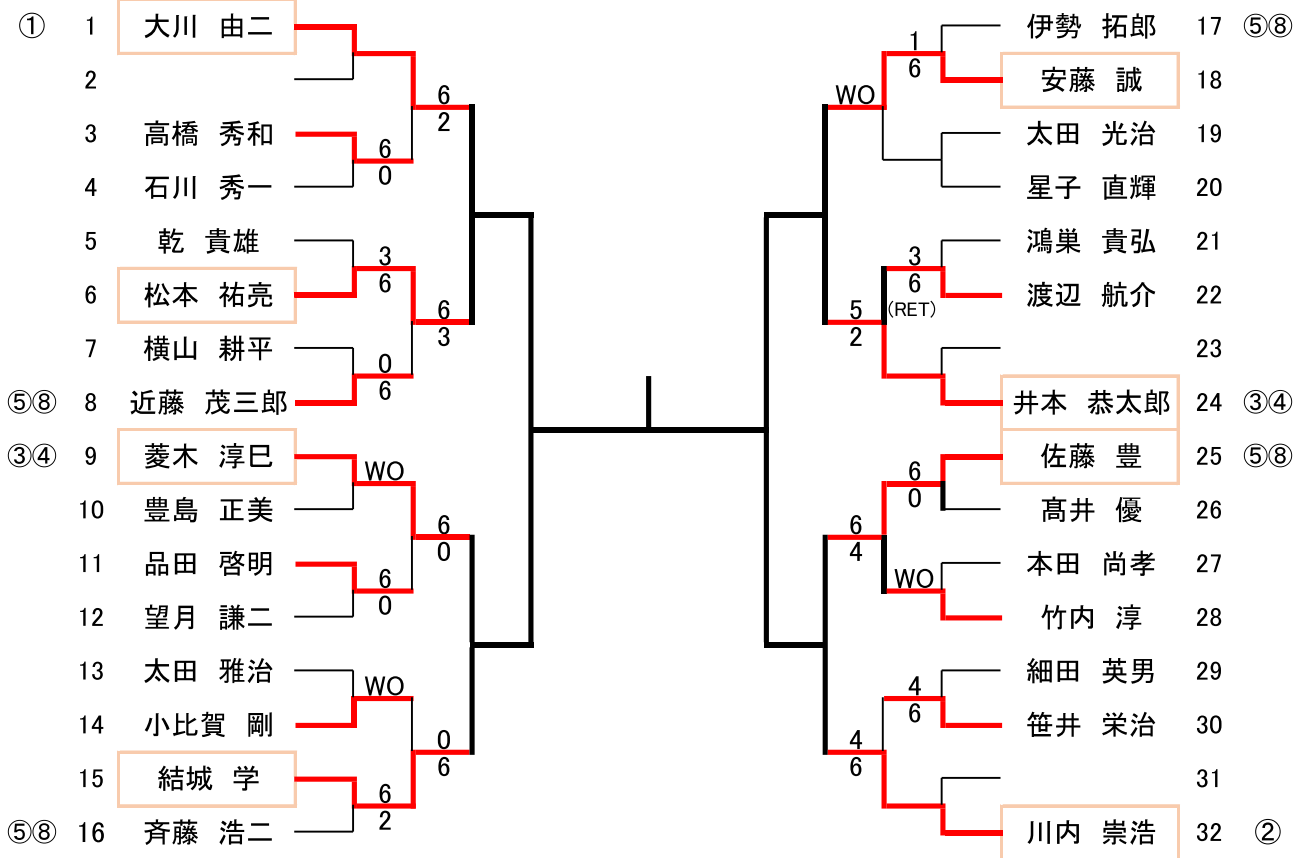 ① 1 大川 由二
2
3 高橋 秀和
4 石川 秀一
5 乾 貴雄
6 松本 祐亮
7 横山 耕平
⑤⑧ 8 近藤 茂三郎
③④ 9 菱木 淳巳
10 豊島 正美
11 品田 啓明
12 望月 謙二
13 太田 雅治
14 小比賀 剛
15 結城 学
⑤⑧ 16 斉藤 浩二
6
0
3
6
0
6
WO
6
0
WO
6
2
6
2
6
3
6
0
0
6
WO
5
2
6
4
4
6
1
6
3
6
(RET)
6
0
WO
4
6
伊勢 拓郎 17 ⑤⑧
安藤 誠 18
太田 光治 19
星子 直輝 20
鴻巣 貴弘 21
渡辺 航介 22
23
井本 恭太郎 24 ③④
佐藤 豊 25 ⑤⑧
髙井 優 26
本田 尚孝 27
竹内 淳 28
細田 英男 29
笹井 栄治 30
31
川内 崇浩 32 ②